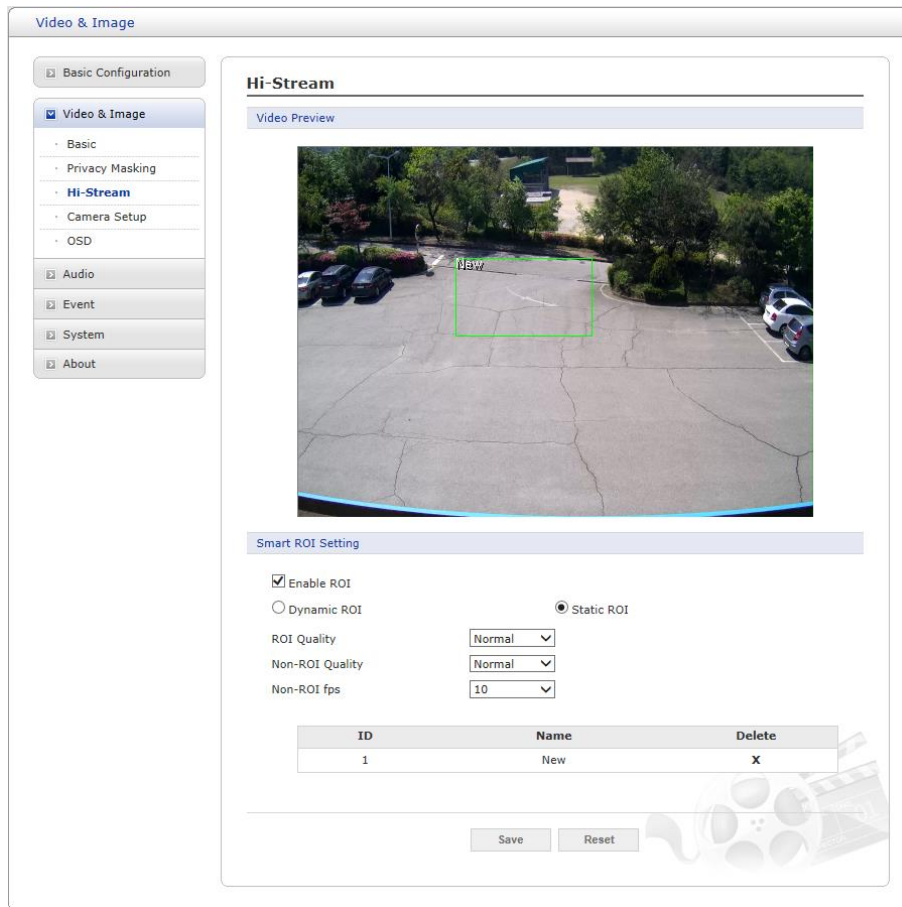 Video & Image
Basic Configuration
Video & Image
Basic
Privacy Masking
Hi-Stream
Camera Setup
OSD
Audio
Event
System
About
Hi-Stream
Video Preview
New
Smart ROI Setting
Enable ROI
Dynamic ROI Static ROI
ROI Quality Normal
Non-ROI Quality Normal
Non-ROI fps 10
ID Name Delete
1 New X
Save Reset